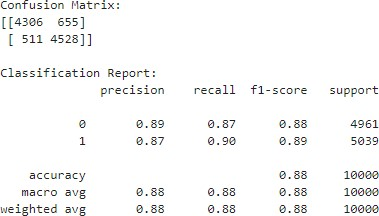 Confusion Matrix:
[[4306  655]
 [ 511 4528]]
Classification Report:
              precision    recall  f1-score   support
           0       0.89      0.87      0.88      4961
           1       0.87      0.90      0.89      5039
    accuracy                           0.88     10000
   macro avg       0.88      0.88      0.88     10000
weighted avg       0.88      0.88      0.88     10000